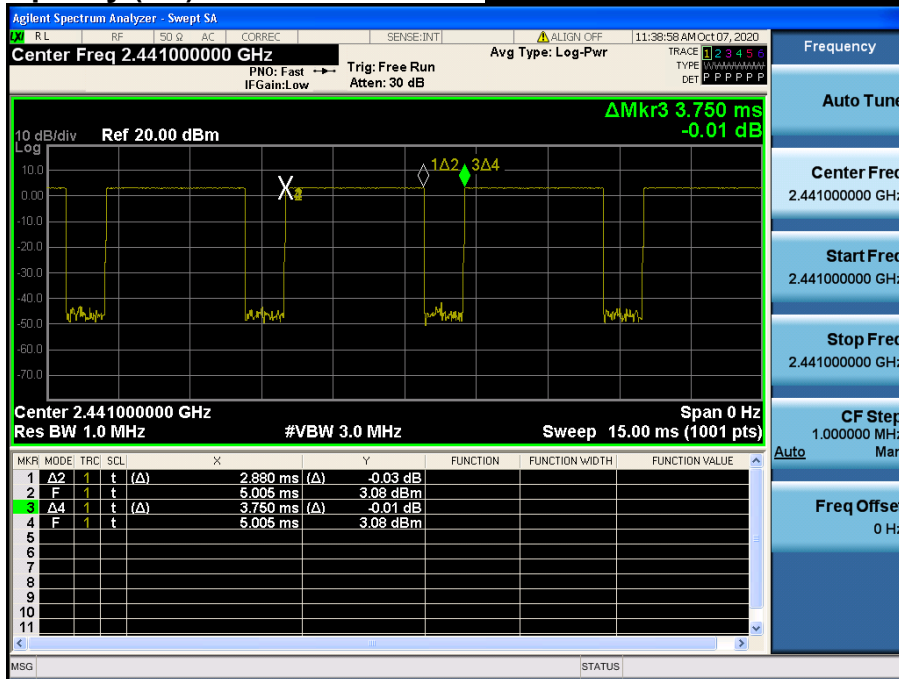 Agilent Spectrum Analyzer - Swept SA
LXI RL RF 50 Ω AC CORREC SENSE:INT ALIGN OFF 11:38:58 AM Oct 07, 2020
Center Freq 2.441000000 GHz
PNO: Fast
IFGain:Low
Trig: Free Run
Atten: 30 dB
Avg Type: Log-Pwr
TRACE 1 2 3 4 5 6
TYPE
DET P P P P P P
ΔMkr3 3.750 ms
-0.01 dB
10 dB/div Ref 20.00 dBm
Log
10.0
0.00
-10.0
-20.0
-30.0
-40.0
-50.0
-60.0
-70.0
X2
1Δ2 3Δ4
Center 2.441000000 GHz Span 0 Hz
Res BW 1.0 MHz #VBW 3.0 MHz Sweep 15.00 ms (1001 pts)
MKR MODE TRC SCL X Y FUNCTION FUNCTION WIDTH FUNCTION VALUE
1 Δ2 1 t (Δ) 2.880 ms (Δ) -0.03 dB
2 F 1 t 5.005 ms 3.08 dBm
3 Δ4 1 t (Δ) 3.750 ms (Δ) -0.01 dB
4 F 1 t 5.005 ms 3.08 dBm
5
6
7
8
9
10
11
MSG STATUS
Frequency
Auto Tune
Center Freq
2.441000000 GHz
Start Freq
2.441000000 GHz
Stop Freq
2.441000000 GHz
CF Step
1.000000 MHz
Auto Man
Freq Offset
0 Hz